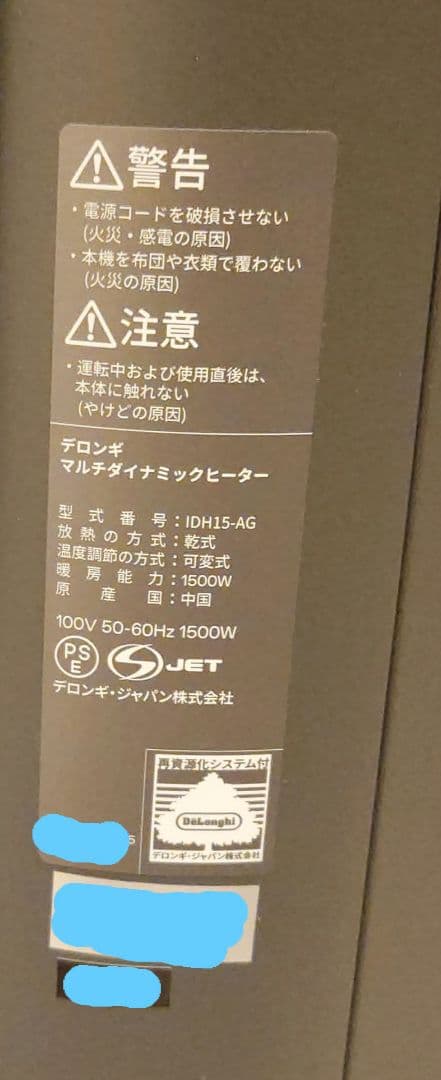 警告
・電源コードを破損させない
(火災・感電の原因)
・本機を布団や衣類で覆わない
(火災の原因)
注意
・運転中および使用直後は、
本体に触れない
(やけどの原因)
デロンギ
マルチダイナミックヒーター
型式番号：IDH15-AG
放熱の方式：乾式
温度調節の方式：可変式
暖房能力：1500W
原産国：中国
100V 50-60Hz 1500W
PS
E
JET
デロンギ・ジャパン株式会社
再資源化システム付
DeLonghi
デロンギ・ジャパン株式会社
5